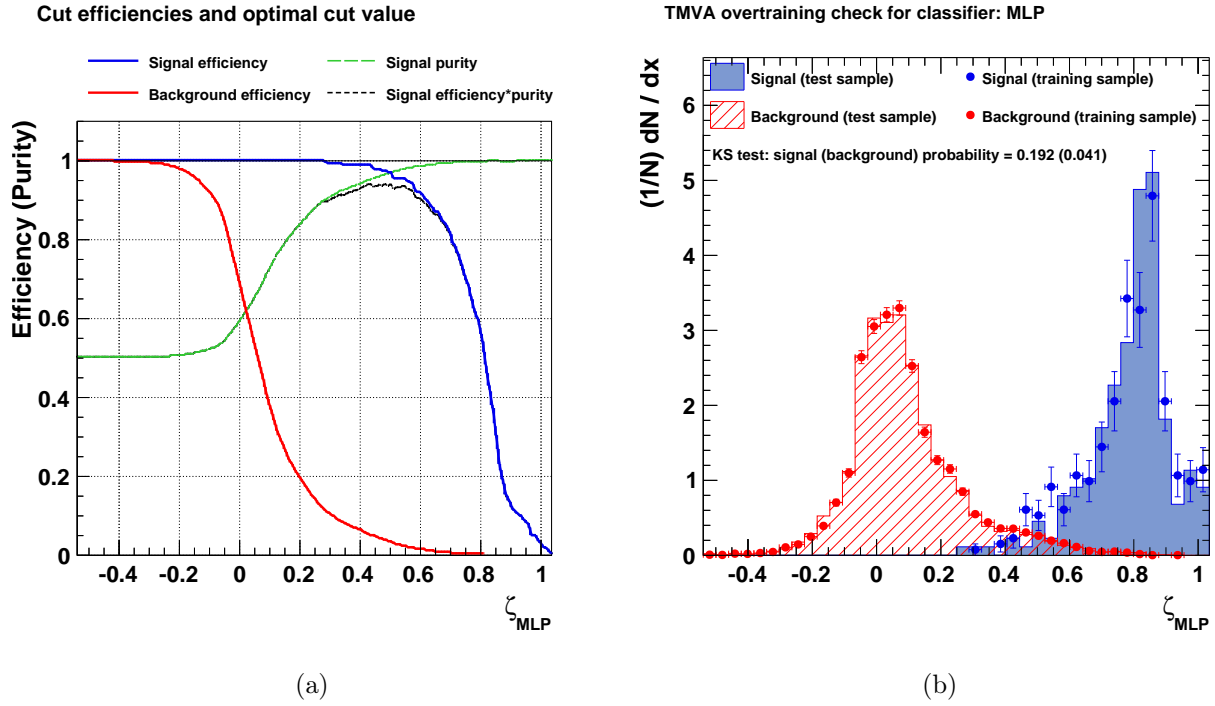 Cut efficiencies and optimal cut value
Signal efficiency
Signal purity
Background efficiency
Signal efficiency*purity
Efficiency (Purity)
1
0.8
0.6
0.4
0.2
0
-0.4 -0.2 0 0.2 0.4 0.6 0.8 1
ζMLP
(a)
TMVA overtraining check for classifier: MLP
Signal (test sample)
Signal (training sample)
Background (test sample)
Background (training sample)
KS test: signal (background) probability = 0.192 (0.041)
(1/N) dN / dx
6
5
4
3
2
1
0
-0.4 -0.2 0 0.2 0.4 0.6 0.8 1
ζMLP
(b)